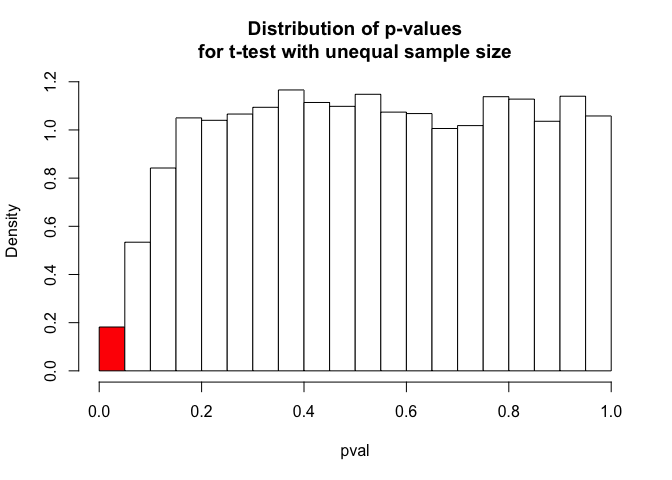 Distribution of p-values
for t-test with unequal sample size
Density
1.2
1.0
0.8
0.6
0.4
0.2
0.0
0.0 0.2 0.4 0.6 0.8 1.0
pval